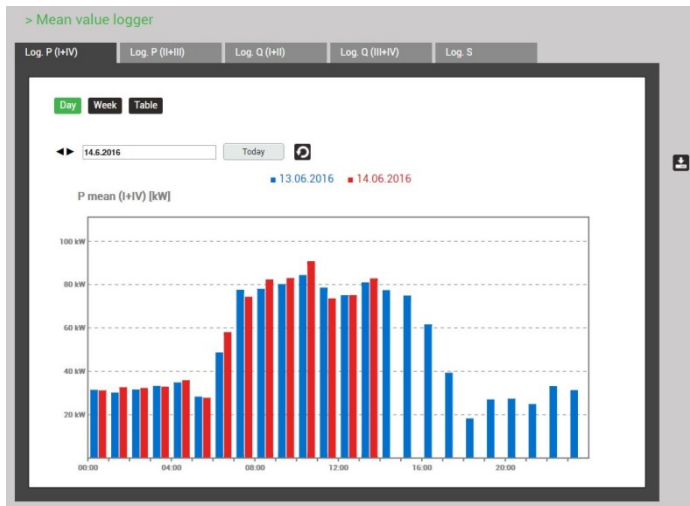 > Mean value logger
Log. P (I+IV) Log. P (II+III) Log. Q (I+II) Log. Q (III+IV) Log. S
Day Week Table
14.6.2016 Today
13.06.2016 14.06.2016
P mean (I+IV) [kW]
100 kW
80 kW
60 kW
40 kW
20 kW
00:00 04:00 08:00 12:00 16:00 20:00